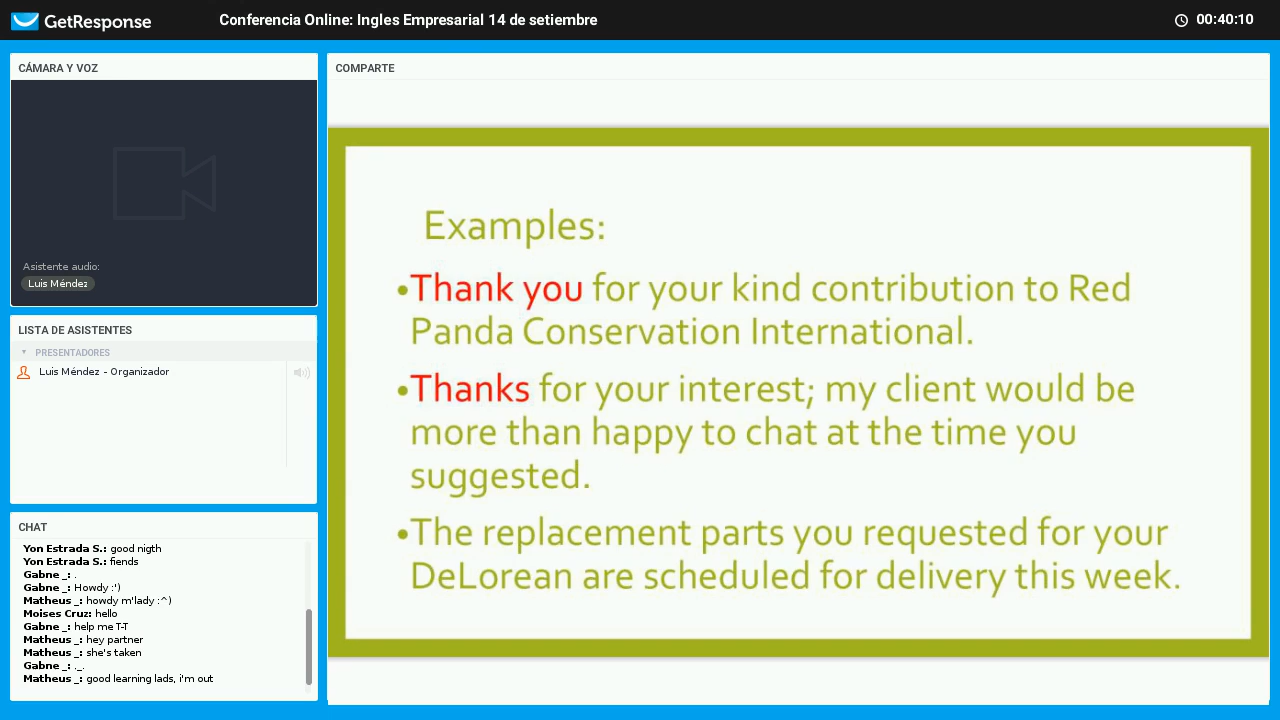 GetResponse
Conferencia Online: Ingles Empresarial 14 de setiembre
00:40:10
CÁMARA Y VOZ
Asistente audio:
Luis Méndez
LISTA DE ASISTENTES
PRESENTADORES
Luis Méndez - Organizador
CHAT
Yon Estrada S.: good nigth
Yon Estrada S.: fiends
Gabne _: .
Gabne _: Howdy :')
Matheus _: howdy m'lady :^)
Moises Cruz: hello
Gabne _: help me T-T
Matheus _: hey partner
Matheus _: she's taken
Gabne _: ._.
Matheus _: good learning lads, i'm out
COMPARTE
Examples:
•Thank you for your kind contribution to Red
Panda Conservation International.
•Thanks for your interest; my client would be
more than happy to chat at the time you
suggested.
•The replacement parts you requested for your
DeLorean are scheduled for delivery this week.